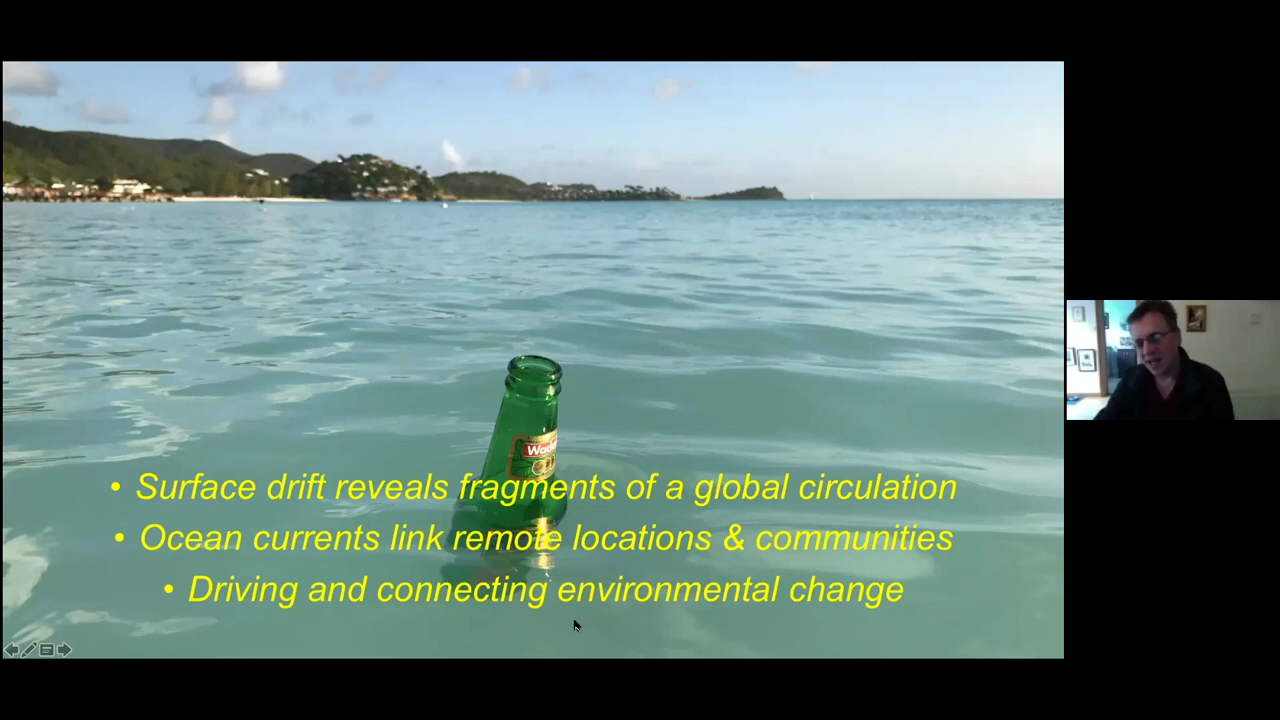 • Surface drift reveals fragments of a global circulation
• Ocean currents link remote locations & communities
• Driving and connecting environmental change